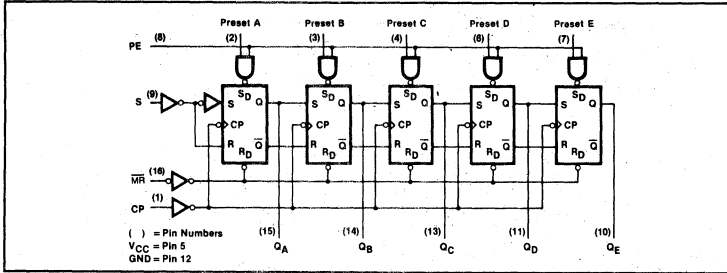 Preset A Preset B Preset C Preset D Preset E
PE (8) (2) (3) (4) (6) (7)
S (9) S SD Q S SD Q S SD Q S SD Q S SD Q
CP CP CP CP CP
R RD Q̅ R RD Q̅ R RD Q̅ R RD Q̅ R RD Q̅
M̅R̅ (16)
CP (1)
( ) = Pin Numbers
VCC = Pin 5
GND = Pin 12
(15) (14) (13) (11) (10)
QA QB QC QD QE